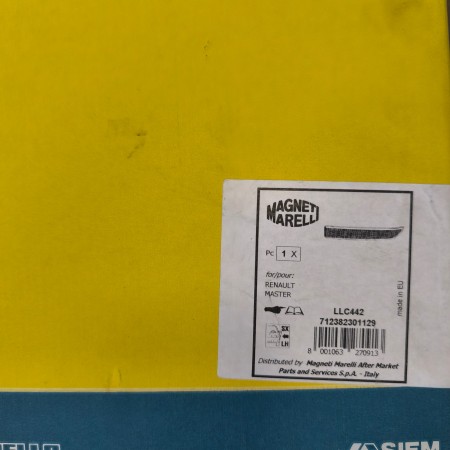 MAGNETI
MARELLI
Pc 1 X
for/pour:
RENAULT
MASTER
made in EU
LLC442
712382301129
SX
LH
8 001063 270913
Distributed by Magneti Marelli After Market
Parts and Services S.p.A. - Italy
SIEM